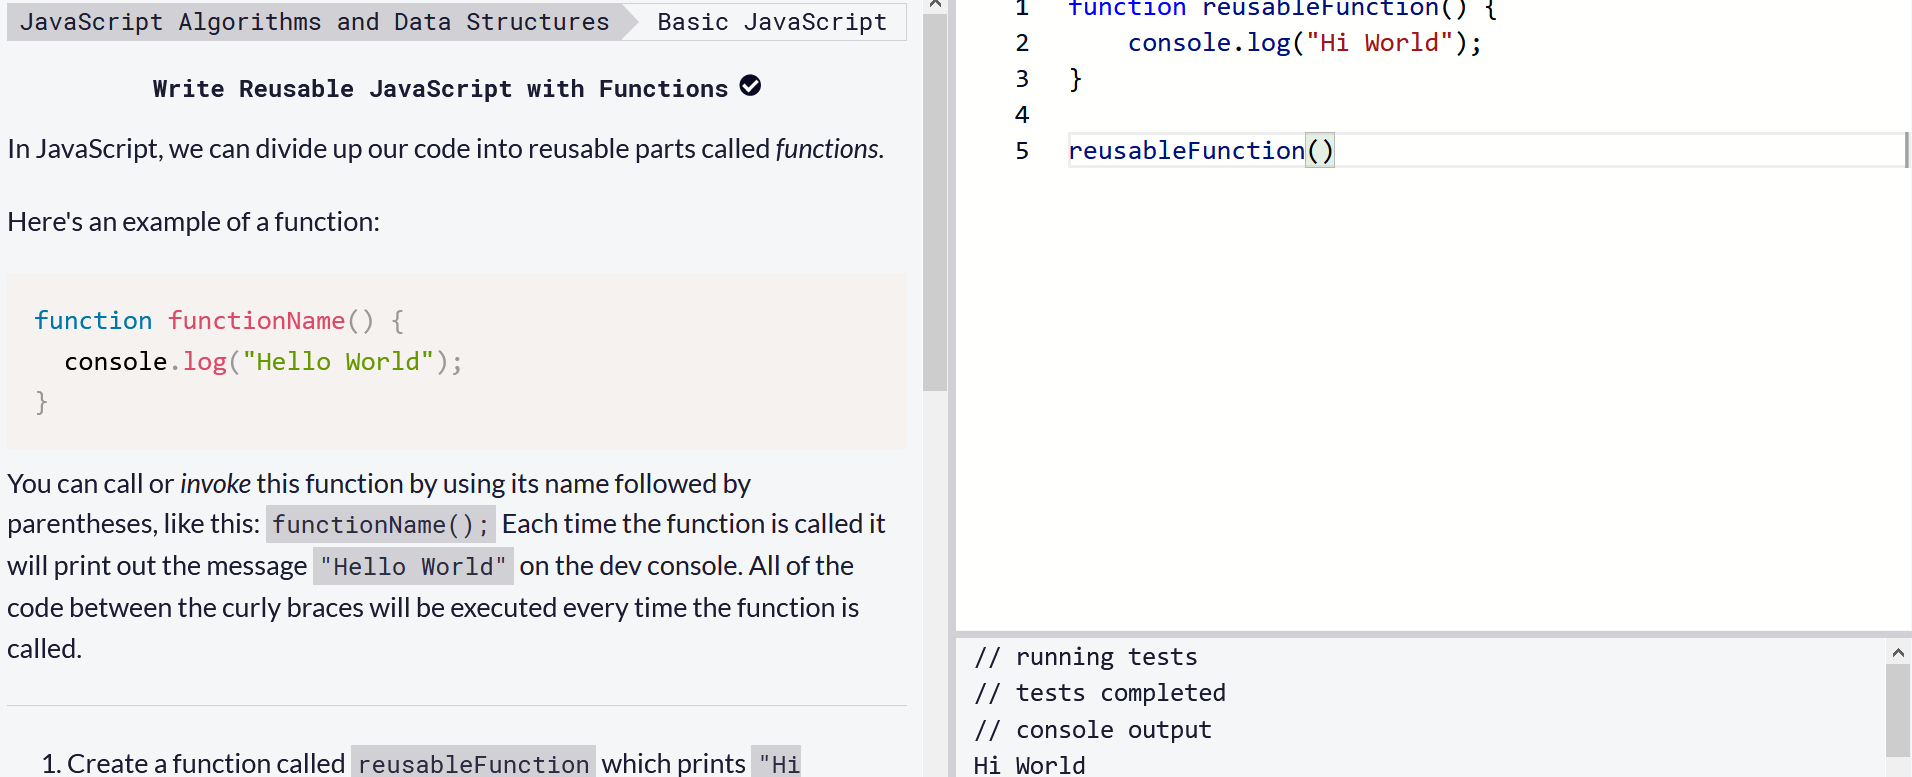 JavaScript Algorithms and Data Structures
Basic JavaScript
Write Reusable JavaScript with Functions
In JavaScript, we can divide up our code into reusable parts called functions.
Here's an example of a function:
function functionName() {
  console.log("Hello World");
}
You can call or invoke this function by using its name followed by
parentheses, like this: functionName(); Each time the function is called it
will print out the message "Hello World" on the dev console. All of the
code between the curly braces will be executed every time the function is
called.
1. Create a function called reusableFunction which prints "Hi
1 function reusableFunction() {
2     console.log("Hi World");
3 }
4
5 reusableFunction()
// running tests
// tests completed
// console output
Hi World